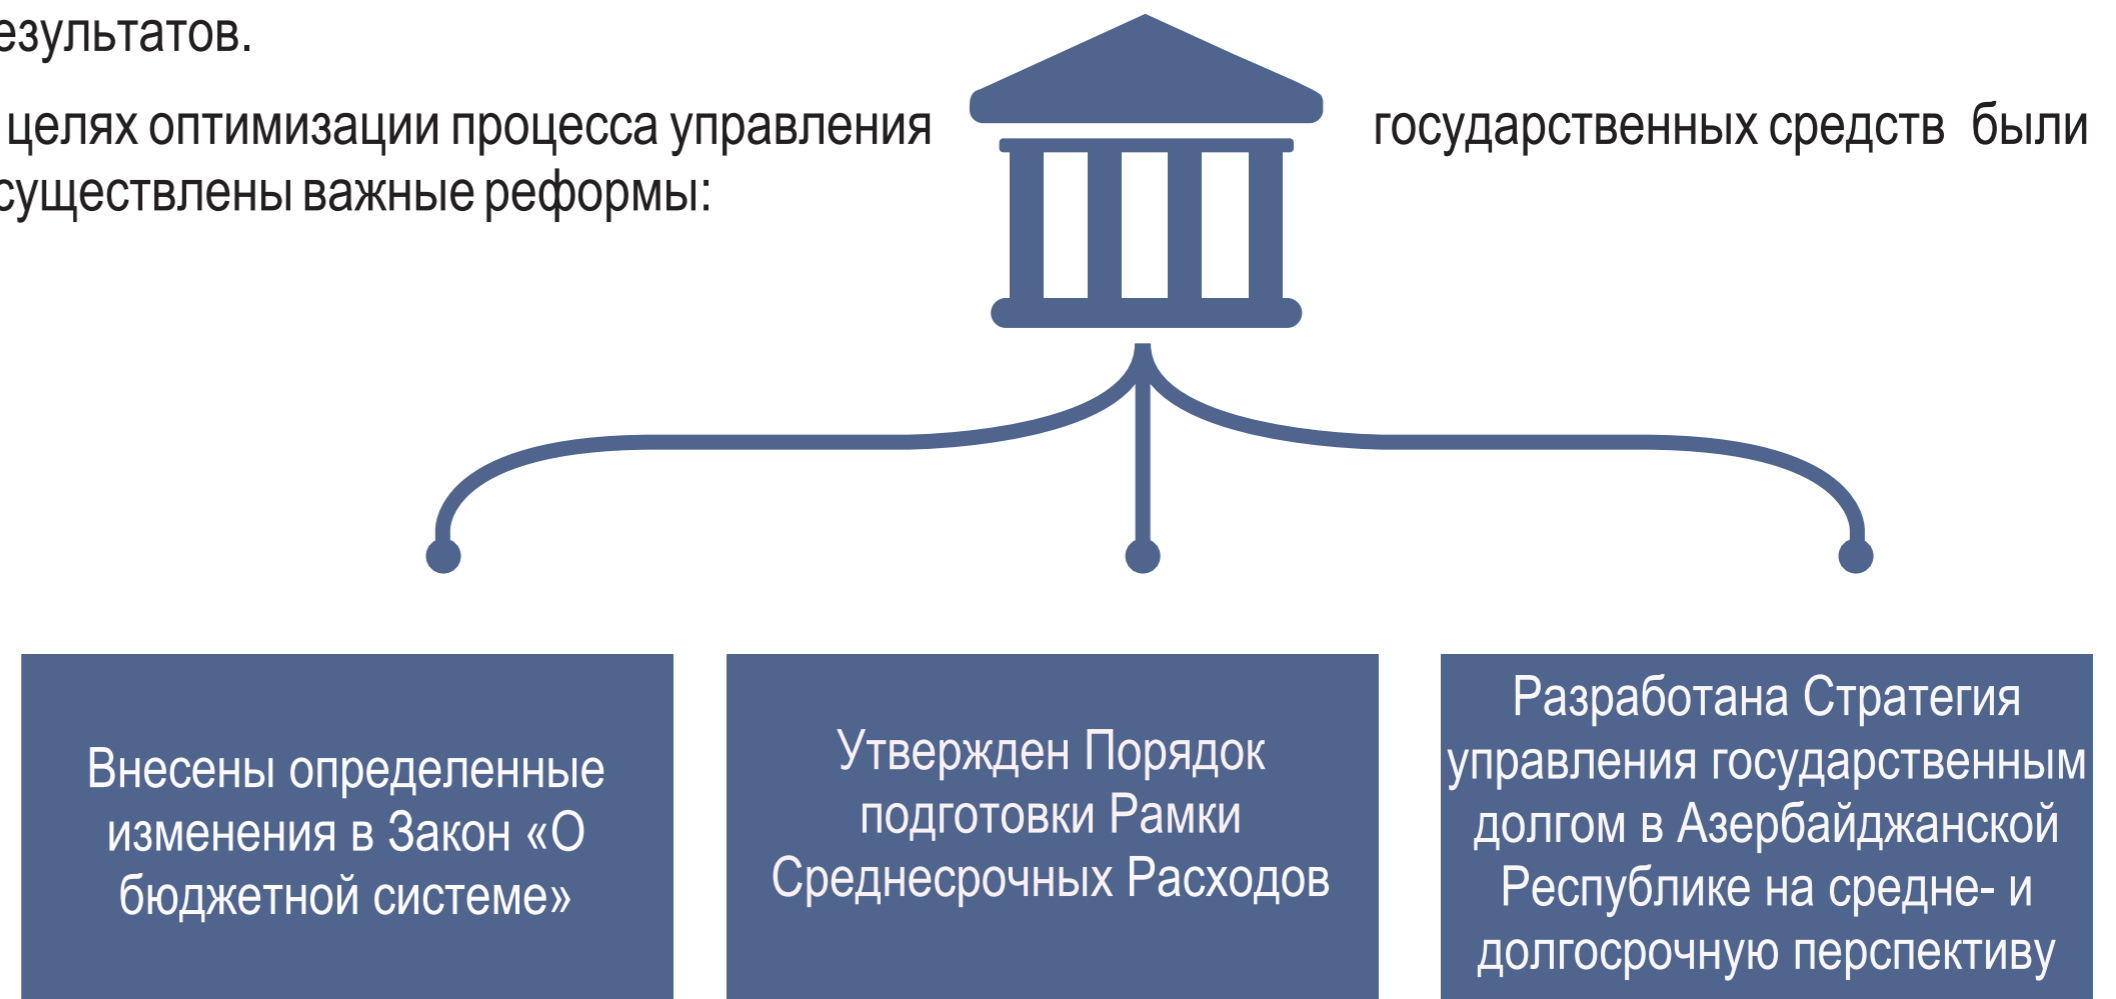 езультатов.
целях оптимизации процесса управления государственных средств были
существлены важные реформы:
Внесены определенные
изменения в Закон «О
бюджетной системе»
Утвержден Порядок
подготовки Рамки
Среднесрочных Расходов
Разработана Стратегия
управления государственным
долгом в Азербайджанской
Республике на средне- и
долгосрочную перспективу